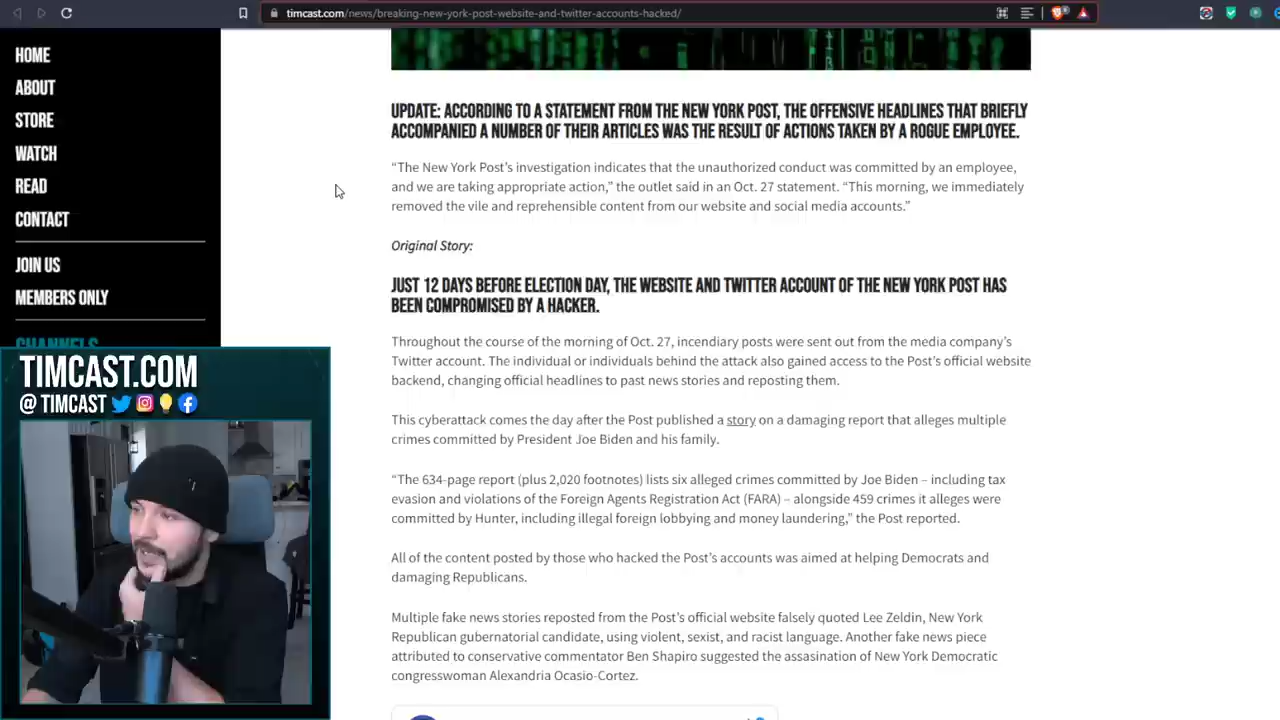 timcast.com/news/breaking-new-york-post-website-and-twitter-accounts-hacked/
HOME
ABOUT
STORE
WATCH
READ
CONTACT
JOIN US
MEMBERS ONLY
CHANNELS
UPDATE: ACCORDING TO A STATEMENT FROM THE NEW YORK POST, THE OFFENSIVE HEADLINES THAT BRIEFLY
ACCOMPANIED A NUMBER OF THEIR ARTICLES WAS THE RESULT OF ACTIONS TAKEN BY A ROGUE EMPLOYEE.
“The New York Post’s investigation indicates that the unauthorized conduct was committed by an employee,
and we are taking appropriate action,” the outlet said in an Oct. 27 statement. “This morning, we immediately
removed the vile and reprehensible content from our website and social media accounts.”
Original Story:
JUST 12 DAYS BEFORE ELECTION DAY, THE WEBSITE AND TWITTER ACCOUNT OF THE NEW YORK POST HAS
BEEN COMPROMISED BY A HACKER.
Throughout the course of the morning of Oct. 27, incendiary posts were sent out from the media company’s
Twitter account. The individual or individuals behind the attack also gained access to the Post’s official website
backend, changing official headlines to past news stories and reposting them.
This cyberattack comes the day after the Post published a story on a damaging report that alleges multiple
crimes committed by President Joe Biden and his family.
“The 634-page report (plus 2,020 footnotes) lists six alleged crimes committed by Joe Biden – including tax
evasion and violations of the Foreign Agents Registration Act (FARA) – alongside 459 crimes it alleges were
committed by Hunter, including illegal foreign lobbying and money laundering,” the Post reported.
All of the content posted by those who hacked the Post’s accounts was aimed at helping Democrats and
damaging Republicans.
Multiple fake news stories reposted from the Post’s official website falsely quoted Lee Zeldin, New York
Republican gubernatorial candidate, using violent, sexist, and racist language. Another fake news piece
attributed to conservative commentator Ben Shapiro suggested the assasination of New York Democratic
congresswoman Alexandria Ocasio-Cortez.
TIMCAST.COM
@ TIMCAST